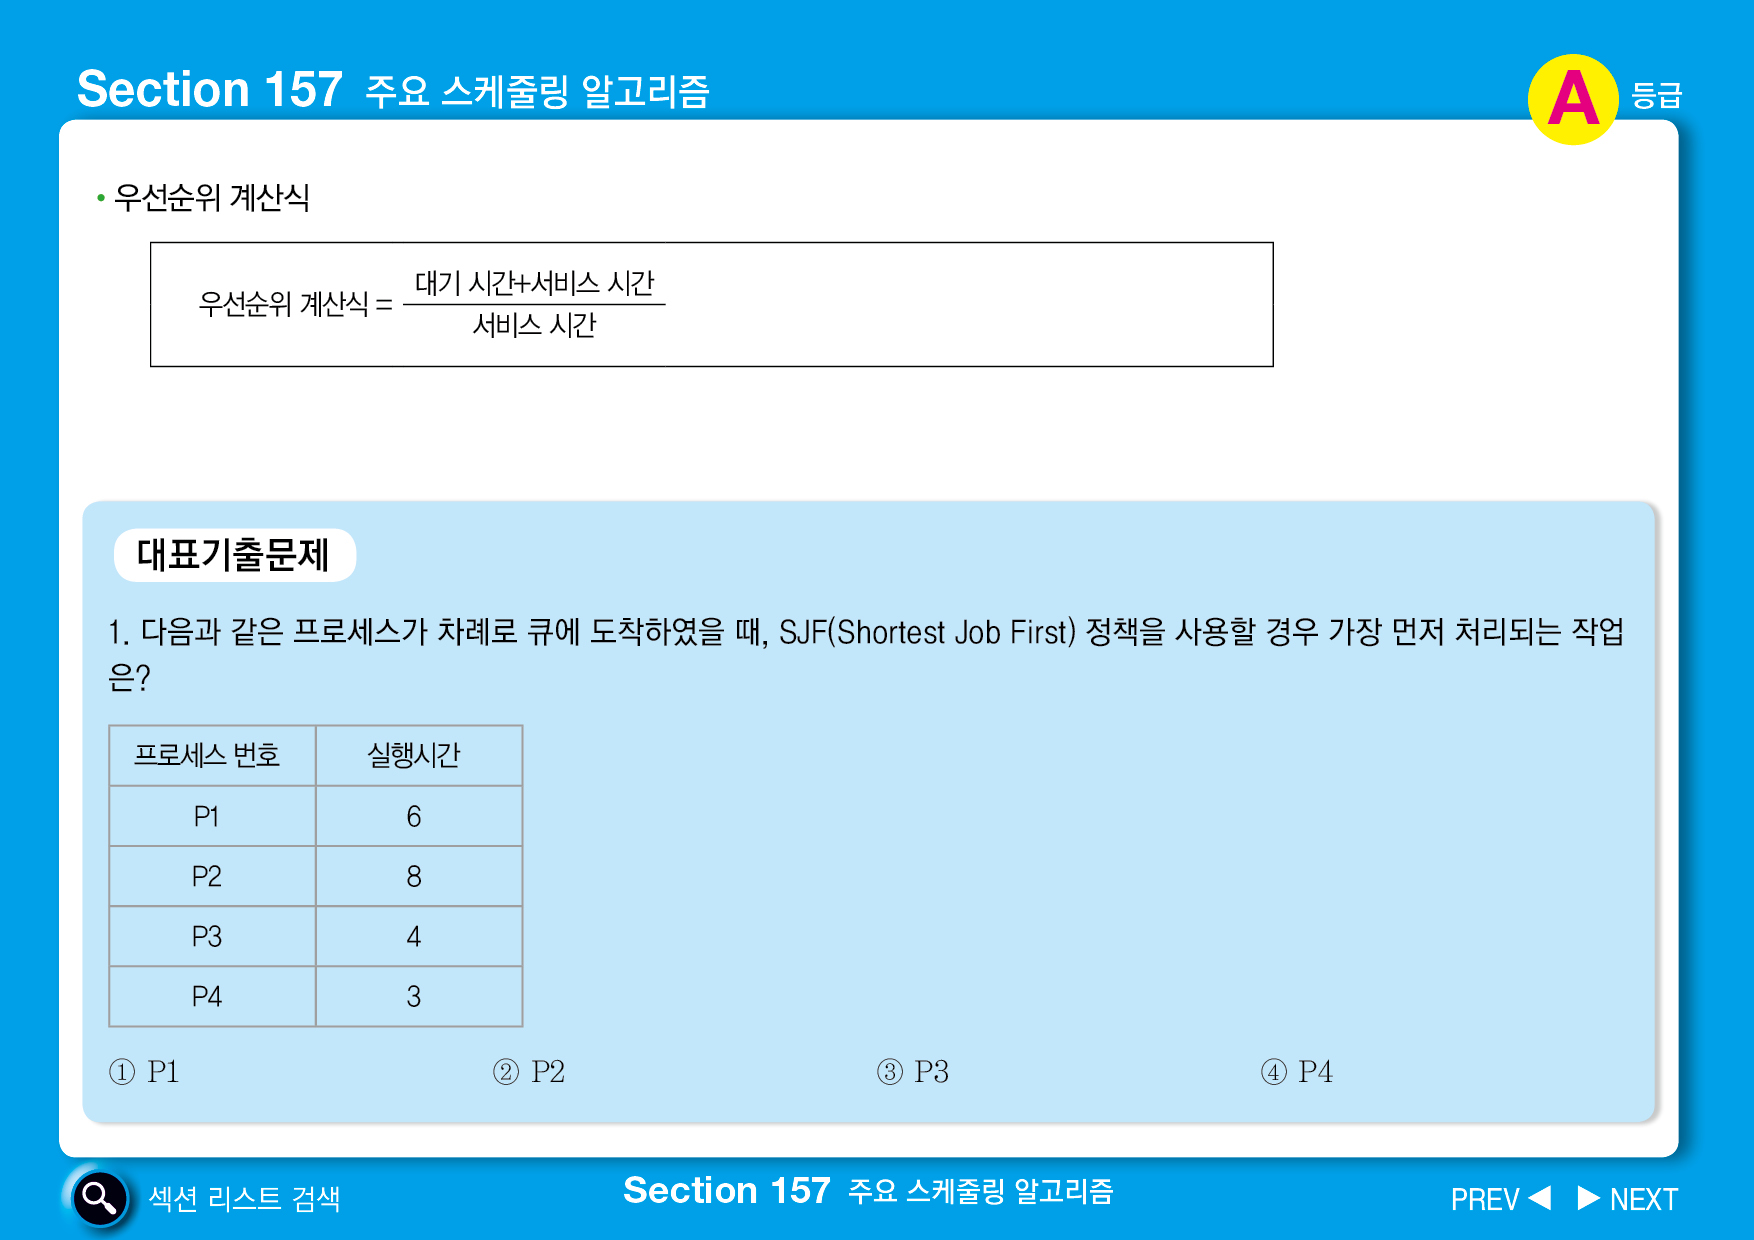 Section 157 주요 스케줄링 알고리즘
A 등급
• 우선순위 계산식
우선순위 계산식 = 대기 시간+서비스 시간
서비스 시간
대표기출문제
1. 다음과 같은 프로세스가 차례로 큐에 도착하였을 때, SJF(Shortest Job First) 정책을 사용할 경우 가장 먼저 처리되는 작업
은?
프로세스 번호 실행시간
P1 6
P2 8
P3 4
P4 3
① P1 ② P2 ③ P3 ④ P4
섹션 리스트 검색 Section 157 주요 스케줄링 알고리즘 PREV ◀ ▶ NEXT